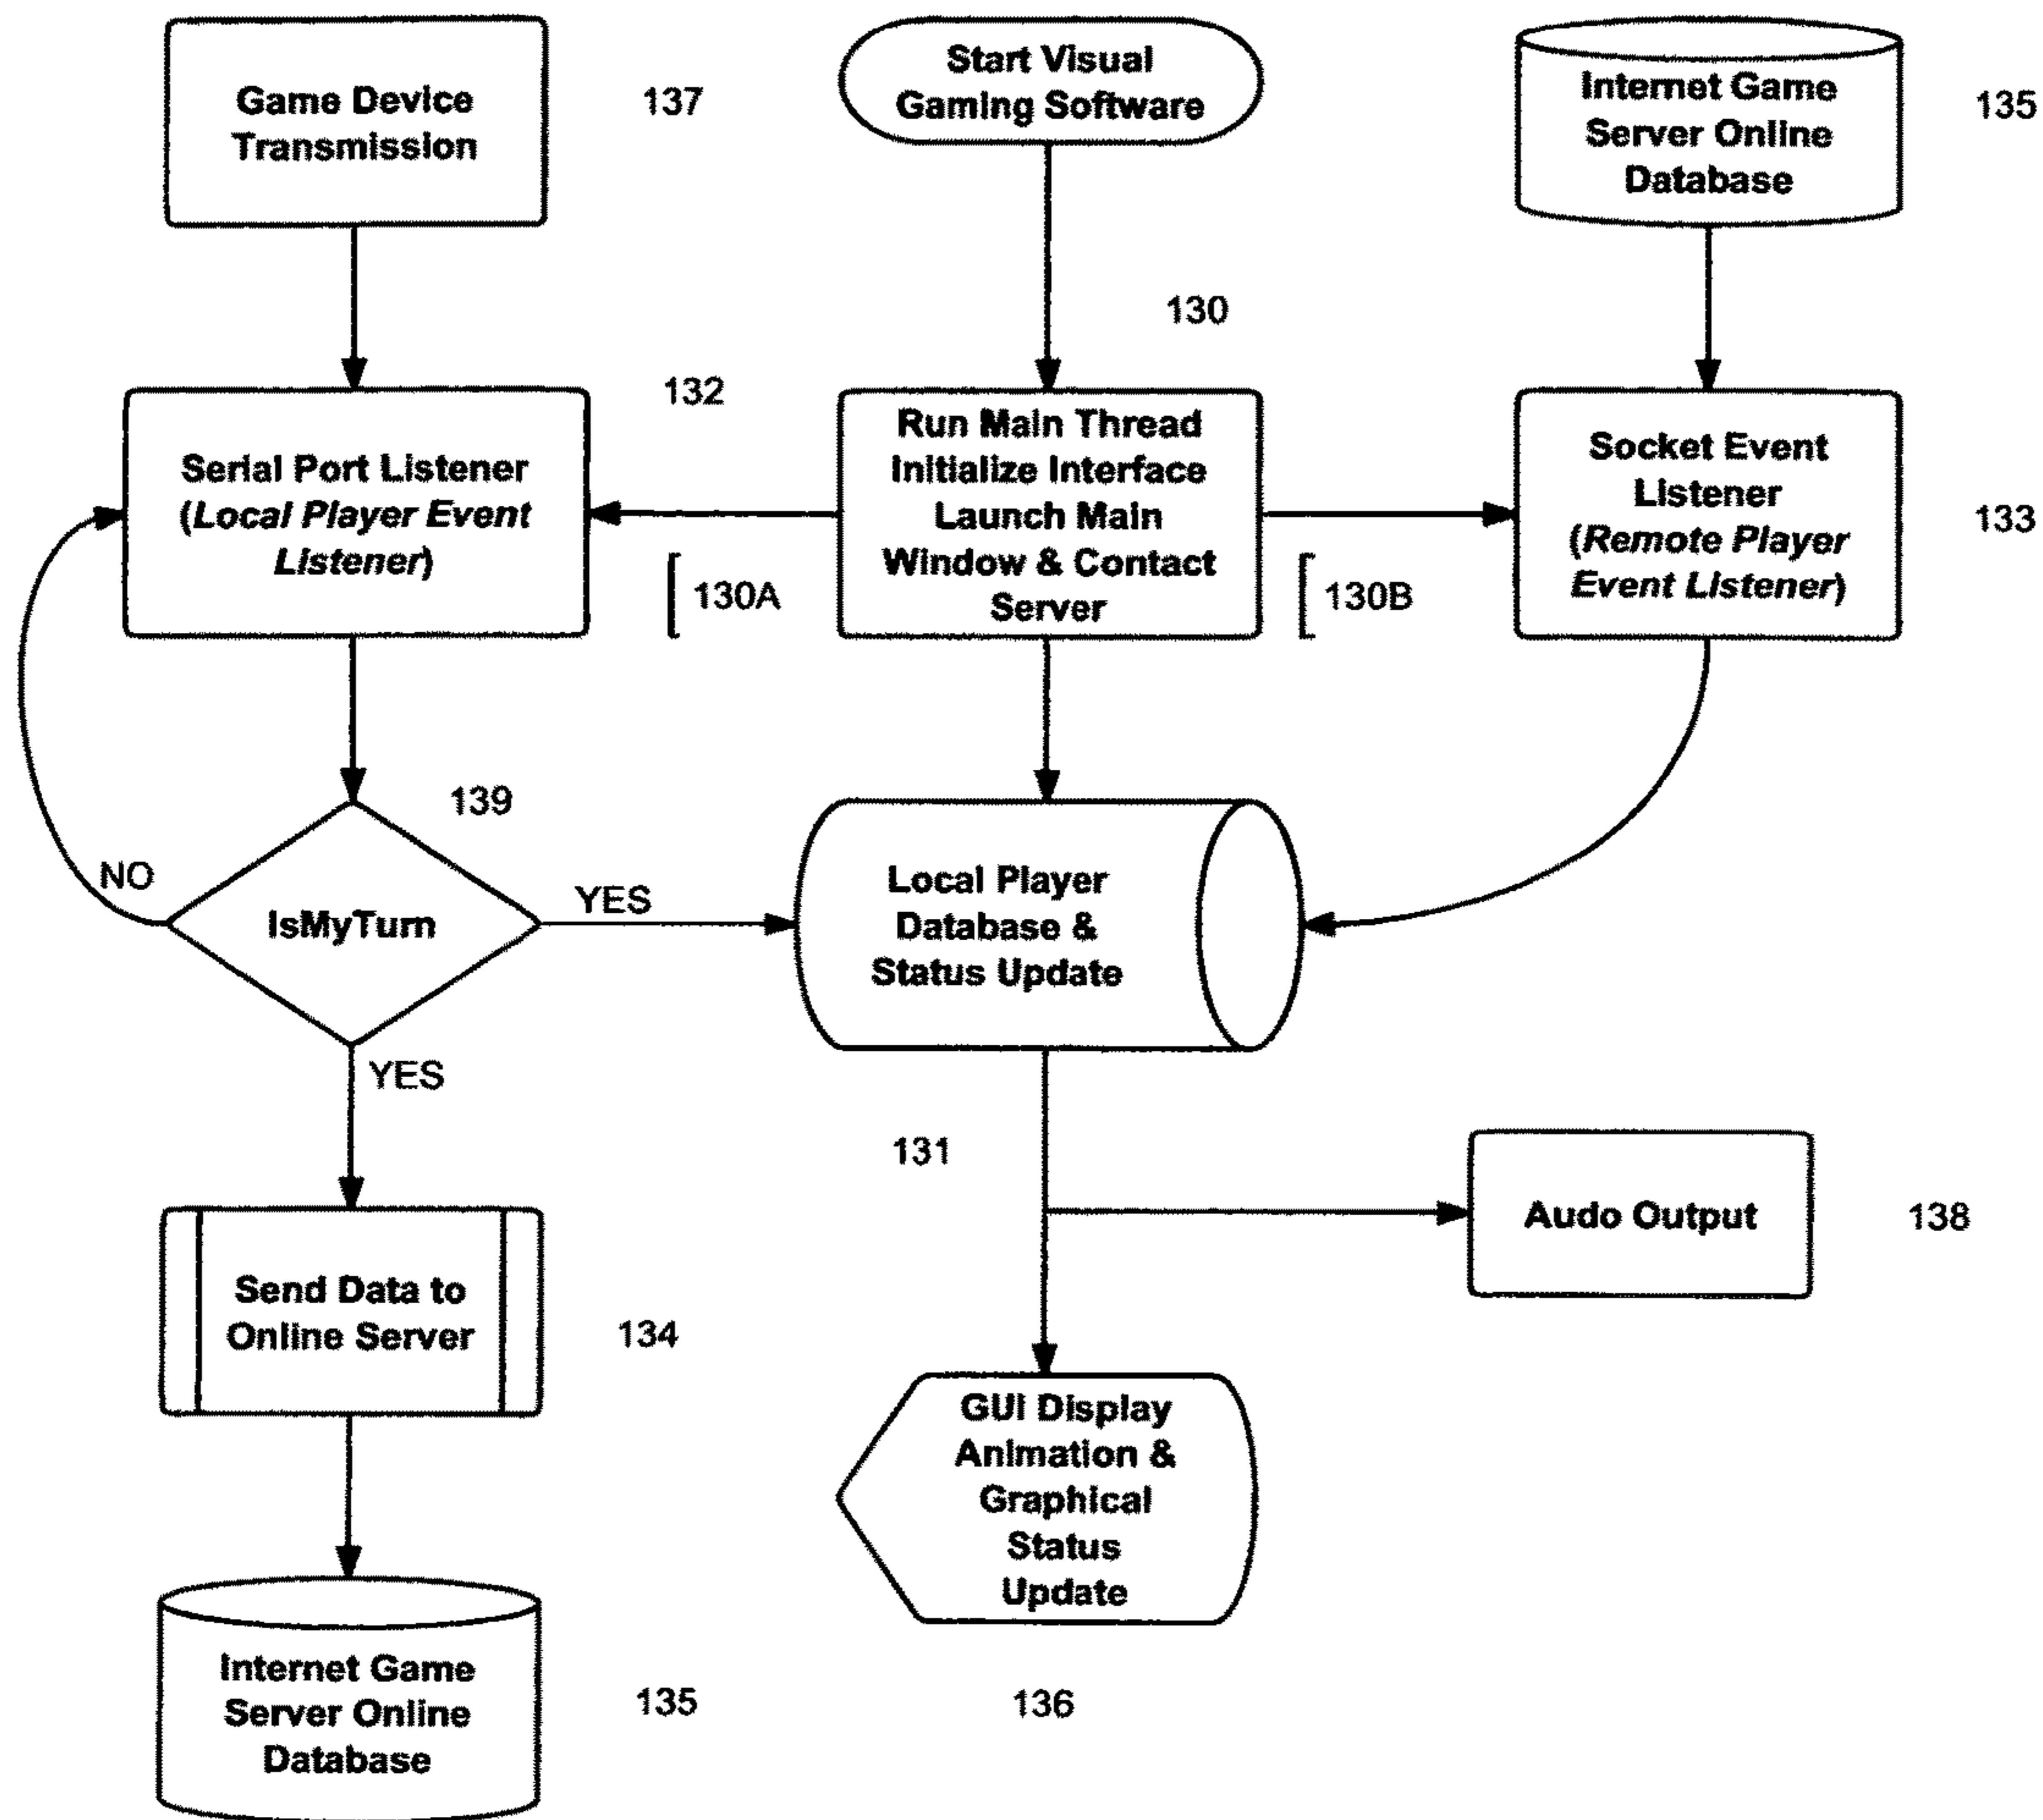 Game Device
Transmission
137
Start Visual
Gaming Software
Internet Game
Server Online
Database
135
130
132
Serial Port Listener
(Local Player Event
Listener)
130A
Run Main Thread
Initialize Interface
Launch Main
Window & Contact
Server
130B
Socket Event
Listener
(Remote Player
Event Listener)
133
139
NO
IsMyTurn
YES
YES
Local Player
Database &
Status Update
131
Audo Output
138
Send Data to
Online Server
134
GUI Display
Animation &
Graphical
Status
Update
136
Internet Game
Server Online
Database
135